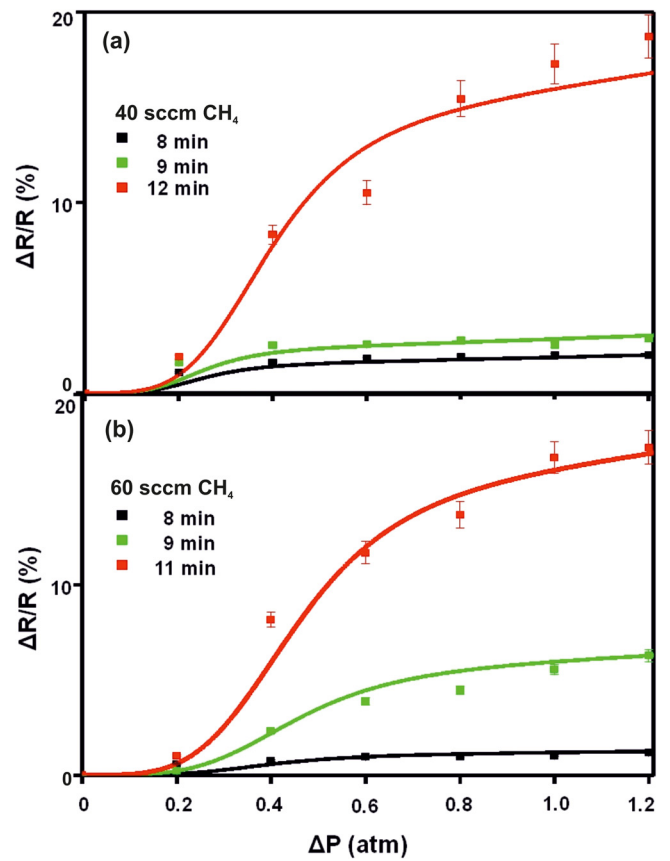 20
(a)
40 sccm CH₄
8 min
9 min
12 min
10
ΔR/R (%)
0
20
(b)
60 sccm CH₄
8 min
9 min
11 min
10
ΔR/R (%)
0
0 0.2 0.4 0.6 0.8 1.0 1.2
ΔP (atm)